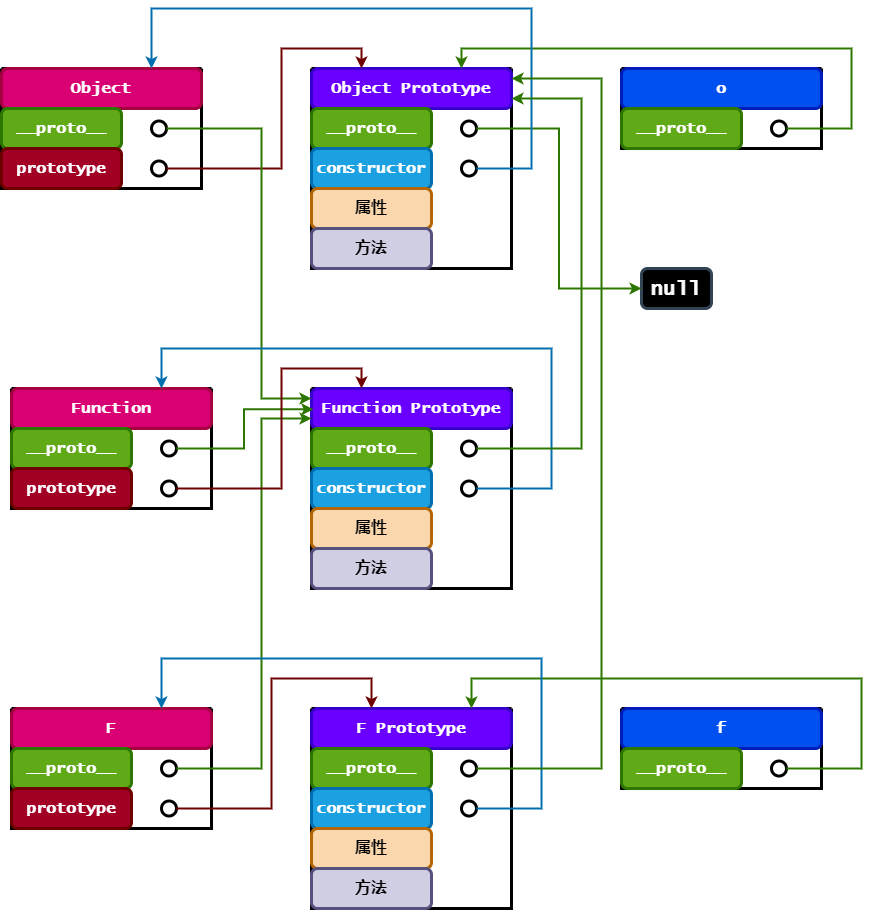 Object
__proto__
prototype
Object Prototype
__proto__
constructor
属性
方法
o
__proto__
null
Function
__proto__
prototype
Function Prototype
__proto__
constructor
属性
方法
F
__proto__
prototype
F Prototype
__proto__
constructor
属性
方法
f
__proto__